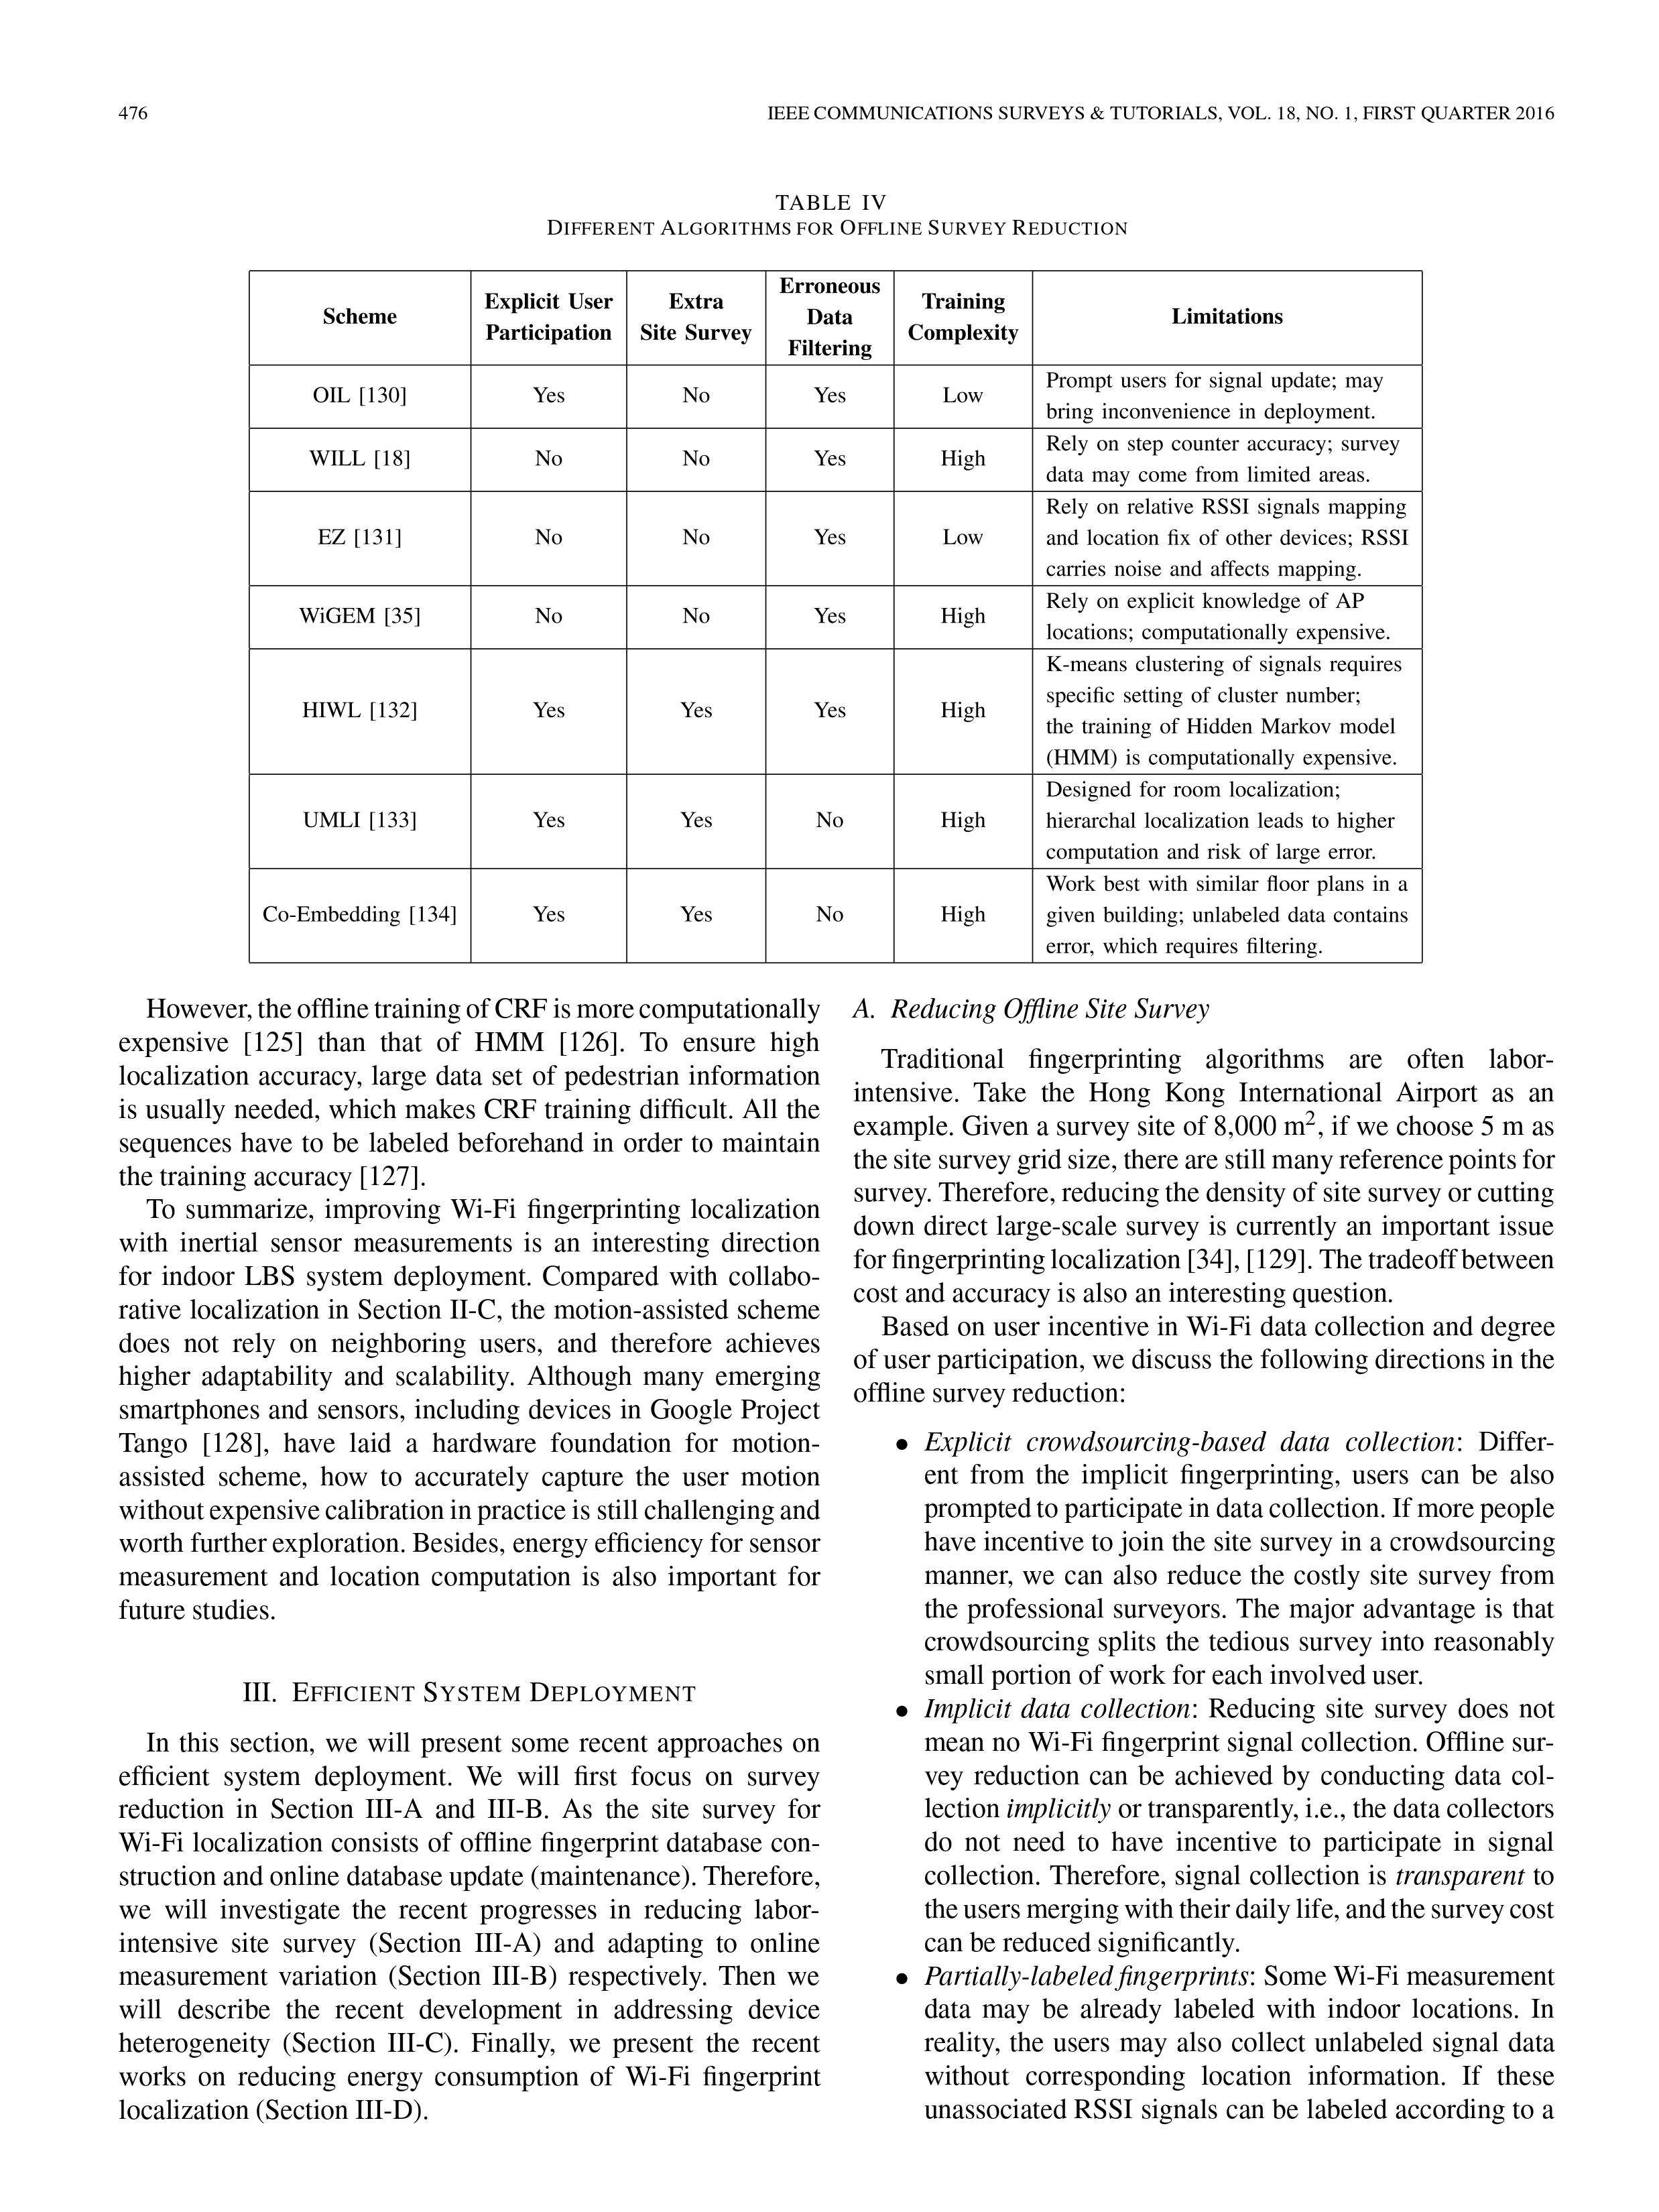 476
IEEE COMMUNICATIONS SURVEYS & TUTORIALS, VOL. 18, NO. 1, FIRST QUARTER 2016
TABLE IV
DIFFERENT ALGORITHMS FOR OFFLINE SURVEY REDUCTION
Scheme
Explicit User
Participation
Extra
Site Survey
Erroneous
Data
Filtering
Training
Complexity
Limitations
OIL [130]
Yes
No
Yes
Low
Prompt users for signal update; may
bring inconvenience in deployment.
WILL [18]
No
No
Yes
High
Rely on step counter accuracy; survey
data may come from limited areas.
EZ [131]
No
No
Yes
Low
Rely on relative RSSI signals mapping
and location fix of other devices; RSSI
carries noise and affects mapping.
WiGEM [35]
No
No
Yes
High
Rely on explicit knowledge of AP
locations; computationally expensive.
HIWL [132]
Yes
Yes
Yes
High
K-means clustering of signals requires
specific setting of cluster number;
the training of Hidden Markov model
(HMM) is computationally expensive.
UMLI [133]
Yes
Yes
No
High
Designed for room localization;
hierarchal localization leads to higher
computation and risk of large error.
Co-Embedding [134]
Yes
Yes
No
High
Work best with similar floor plans in a
given building; unlabeled data contains
error, which requires filtering.
However, the offline training of CRF is more computationally
expensive [125] than that of HMM [126]. To ensure high
localization accuracy, large data set of pedestrian information
is usually needed, which makes CRF training difficult. All the
sequences have to be labeled beforehand in order to maintain
the training accuracy [127].
To summarize, improving Wi-Fi fingerprinting localization
with inertial sensor measurements is an interesting direction
for indoor LBS system deployment. Compared with collabo-
rative localization in Section II-C, the motion-assisted scheme
does not rely on neighboring users, and therefore achieves
higher adaptability and scalability. Although many emerging
smartphones and sensors, including devices in Google Project
Tango [128], have laid a hardware foundation for motion-
assisted scheme, how to accurately capture the user motion
without expensive calibration in practice is still challenging and
worth further exploration. Besides, energy efficiency for sensor
measurement and location computation is also important for
future studies.
III. EFFICIENT SYSTEM DEPLOYMENT
In this section, we will present some recent approaches on
efficient system deployment. We will first focus on survey
reduction in Section III-A and III-B. As the site survey for
Wi-Fi localization consists of offline fingerprint database con-
struction and online database update (maintenance). Therefore,
we will investigate the recent progresses in reducing labor-
intensive site survey (Section III-A) and adapting to online
measurement variation (Section III-B) respectively. Then we
will describe the recent development in addressing device
heterogeneity (Section III-C). Finally, we present the recent
works on reducing energy consumption of Wi-Fi fingerprint
localization (Section III-D).
A. Reducing Offline Site Survey
Traditional fingerprinting algorithms are often labor-
intensive. Take the Hong Kong International Airport as an
example. Given a survey site of 8,000 m², if we choose 5 m as
the site survey grid size, there are still many reference points for
survey. Therefore, reducing the density of site survey or cutting
down direct large-scale survey is currently an important issue
for fingerprinting localization [34], [129]. The tradeoff between
cost and accuracy is also an interesting question.
Based on user incentive in Wi-Fi data collection and degree
of user participation, we discuss the following directions in the
offline survey reduction:
• Explicit crowdsourcing-based data collection: Differ-
ent from the implicit fingerprinting, users can be also
prompted to participate in data collection. If more people
have incentive to join the site survey in a crowdsourcing
manner, we can also reduce the costly site survey from
the professional surveyors. The major advantage is that
crowdsourcing splits the tedious survey into reasonably
small portion of work for each involved user.
• Implicit data collection: Reducing site survey does not
mean no Wi-Fi fingerprint signal collection. Offline sur-
vey reduction can be achieved by conducting data col-
lection implicitly or transparently, i.e., the data collectors
do not need to have incentive to participate in signal
collection. Therefore, signal collection is transparent to
the users merging with their daily life, and the survey cost
can be reduced significantly.
• Partially-labeled fingerprints: Some Wi-Fi measurement
data may be already labeled with indoor locations. In
reality, the users may also collect unlabeled signal data
without corresponding location information. If these
unassociated RSSI signals can be labeled according to a